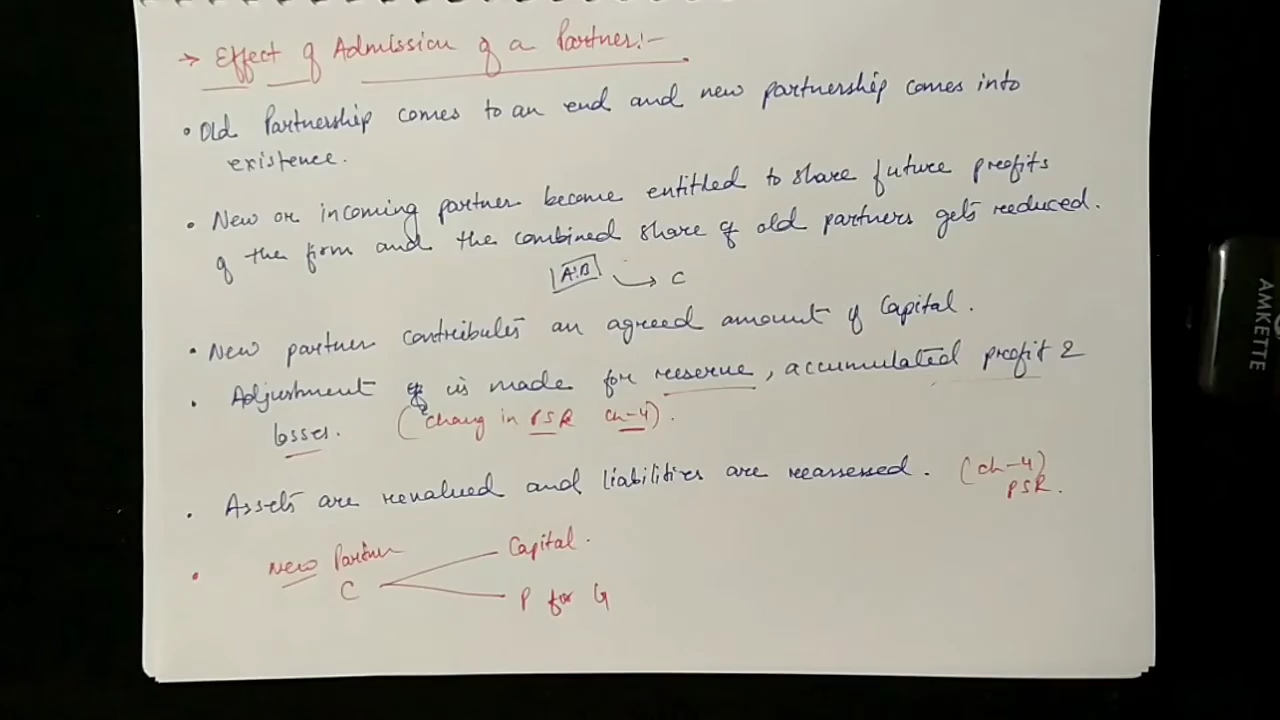 → Effect of Admission of a Partner:-
• Old Partnership comes to an end and new partnership comes into
existence.
• New or incoming partner become entitled to share future profits
of the firm and the combined share of old partners gets reduced.
A:B → C
• New partner contributes an agreed amount of Capital.
• Adjustment is made for reserve, accumulated profit &
losses. (chang in PSR ch-4).
• Assets are revalued and liabilities are reassessed. (ch-4)
PSR.
• New Partner
Capital.
C
P for G
AMKETTE